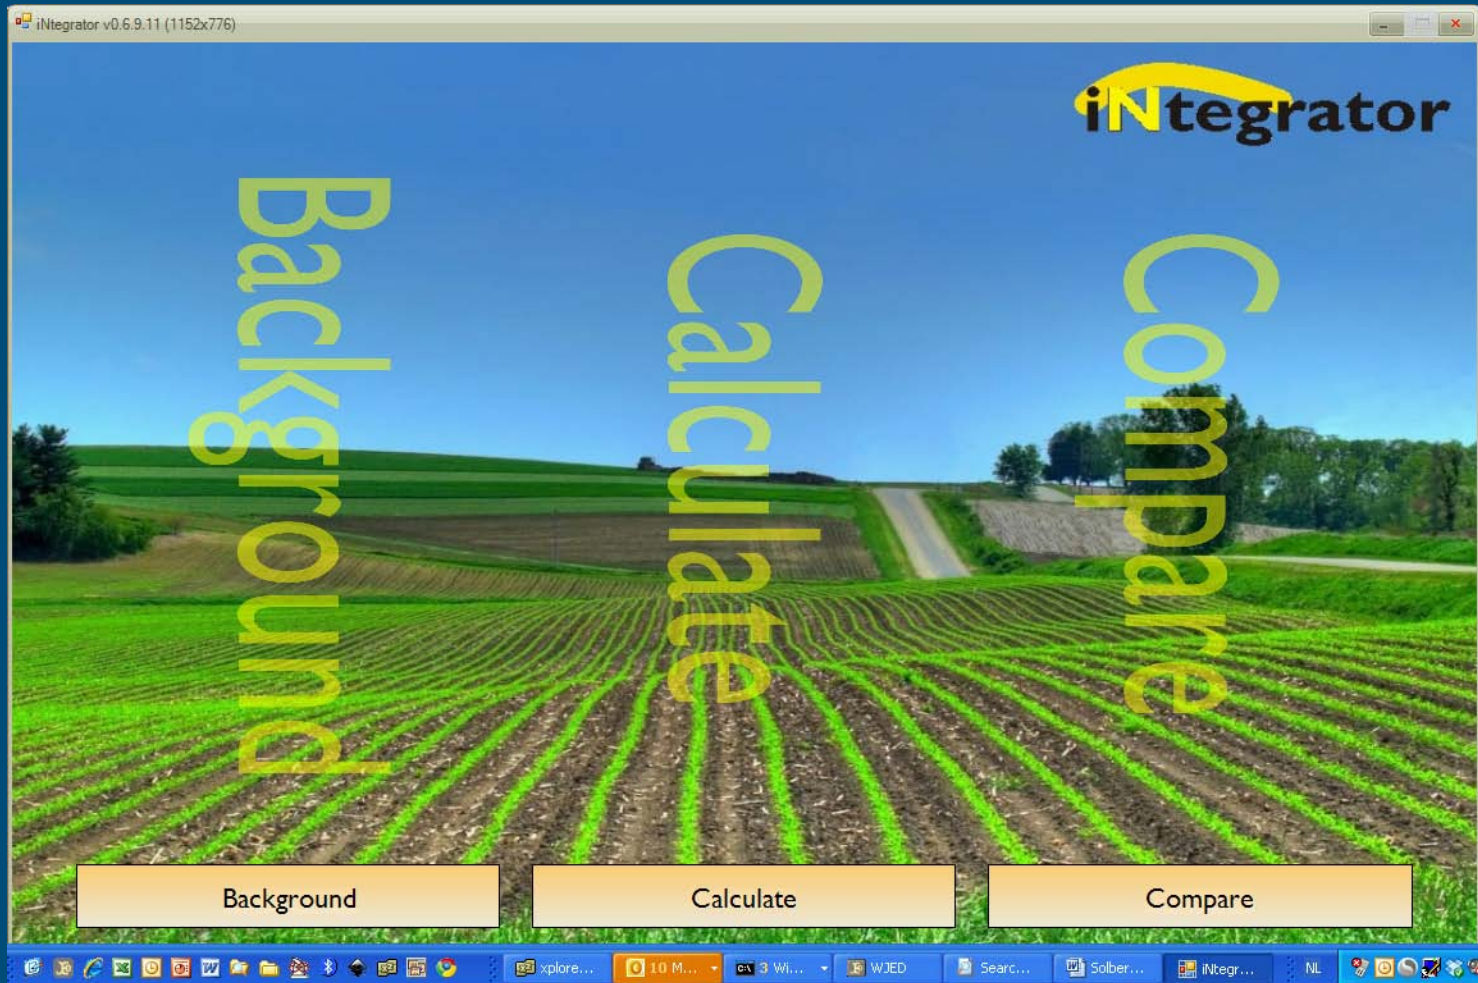 iNtegrator v0.6.9.11 (1152x776)
iNtegrator
Background
Calculate
Compare
Background
Calculate
Compare
xplore...
10 M...
3 Wi...
WJED
Searc...
Solber...
iNtegr...
NL